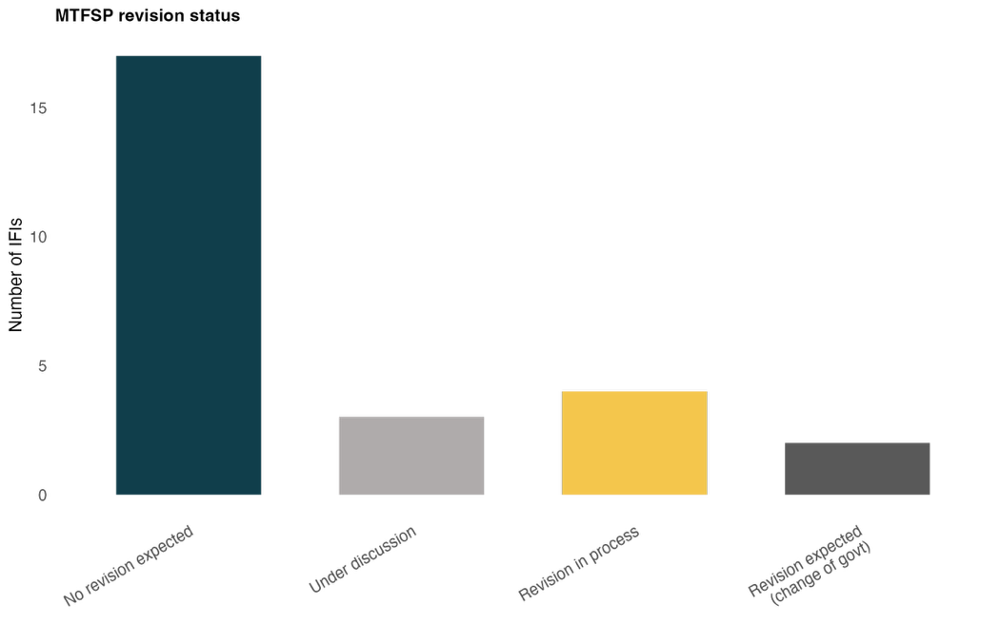 MTFSP revision status
Number of IFIs
15
10
5
0
No revision expected
Under discussion
Revision in process
Revision expected
(change of govt)